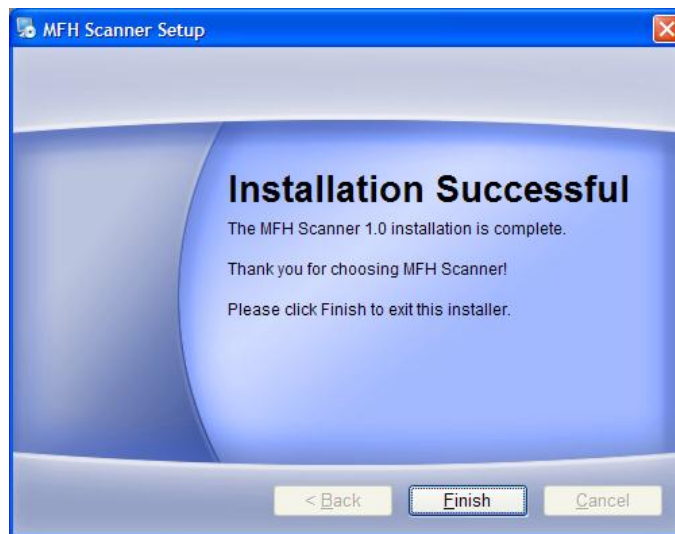 MFH Scanner Setup
Installation Successful
The MFH Scanner 1.0 installation is complete.
Thank you for choosing MFH Scanner!
Please click Finish to exit this installer.
< Back Finish Cancel